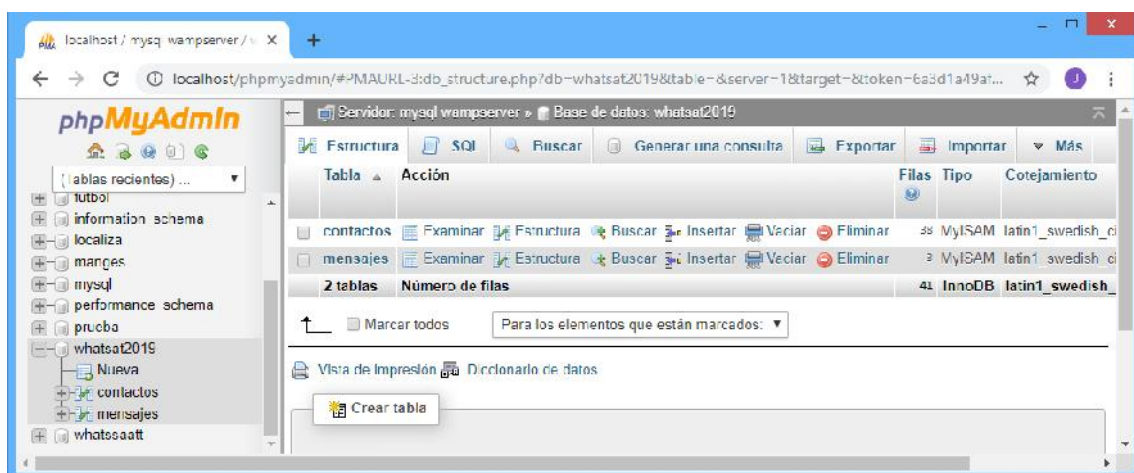 localhost / mysql wampserver / w
localhost/phpmyadmin/#PMAURL-3:db_structure.php?db=whatsat2019&table=&server=1&target=&token=6a3d1a49af...
J
phpMyAdmin
(Tablas recientes) ...
futbol
information_schema
localiza
manges
mysql
performance_schema
prueba
whatsat2019
Nueva
contactos
mensajes
whatssaatt
Servidor: mysql wampserver » Base de datos: whatsat2019
Estructura SQL Buscar Generar una consulta Exportar Importar Más
Tabla Acción Filas Tipo Cotejamiento
contactos Examinar Estructura Buscar Insertar Vaciar Eliminar 38 MyISAM latin1_swedish_ci
mensajes Examinar Estructura Buscar Insertar Vaciar Eliminar 3 MyISAM latin1_swedish_ci
2 tablas Número de filas 41 InnoDB latin1_swedish_
Marcar todos Para los elementos que están marcados:
Vista de impresión Diccionario de datos
Crear tabla